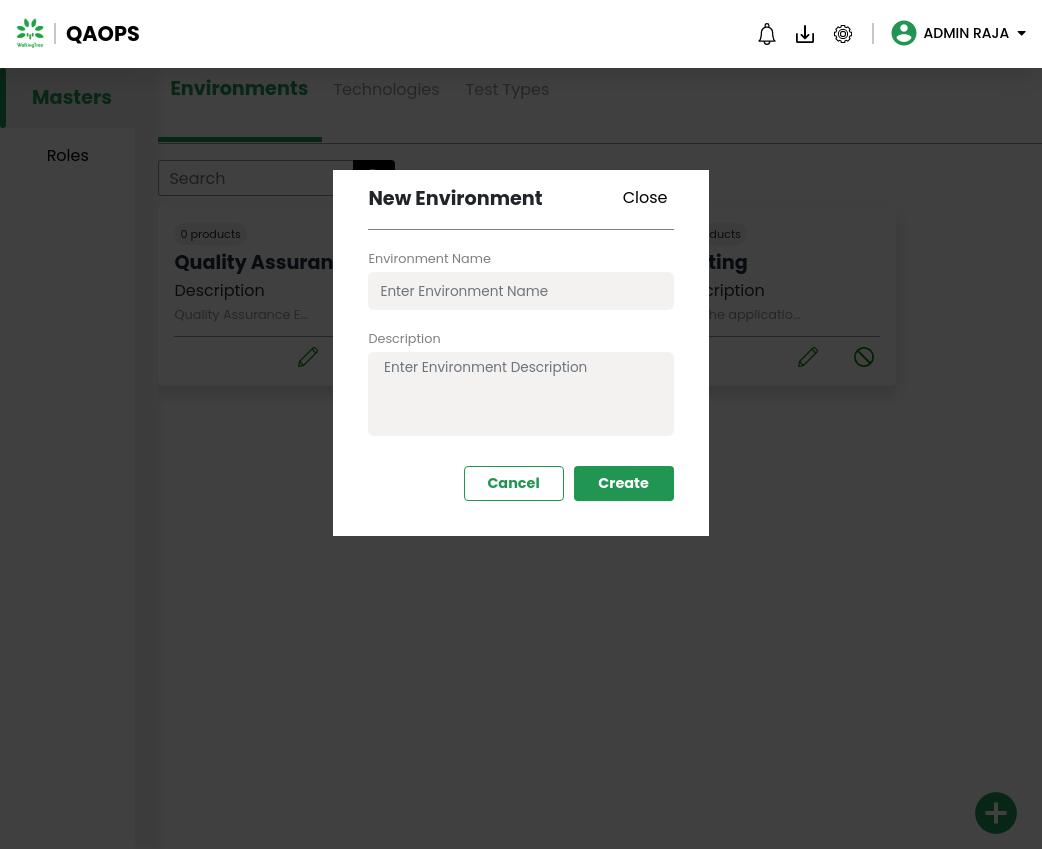 WalkingTree
QAOPS
ADMIN RAJA
Masters
Roles
Environments
Technologies
Test Types
Search
0 products
Quality Assuran
Description
Quality Assurance E...
ducts
ting
cription
he applicatio...
New Environment
Close
Environment Name
Enter Environment Name
Description
Enter Environment Description
Cancel
Create